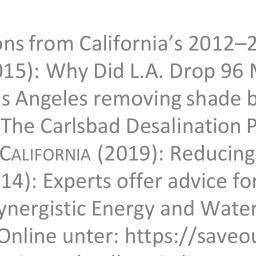 ons from California’s 2012–2
015): Why Did L.A. Drop 96 M
s Angeles removing shade b
The Carlsbad Desalination P
CALIFORNIA (2019): Reducing
14): Experts offer advice for
ynergistic Energy and Water
Online unter: https://saveou